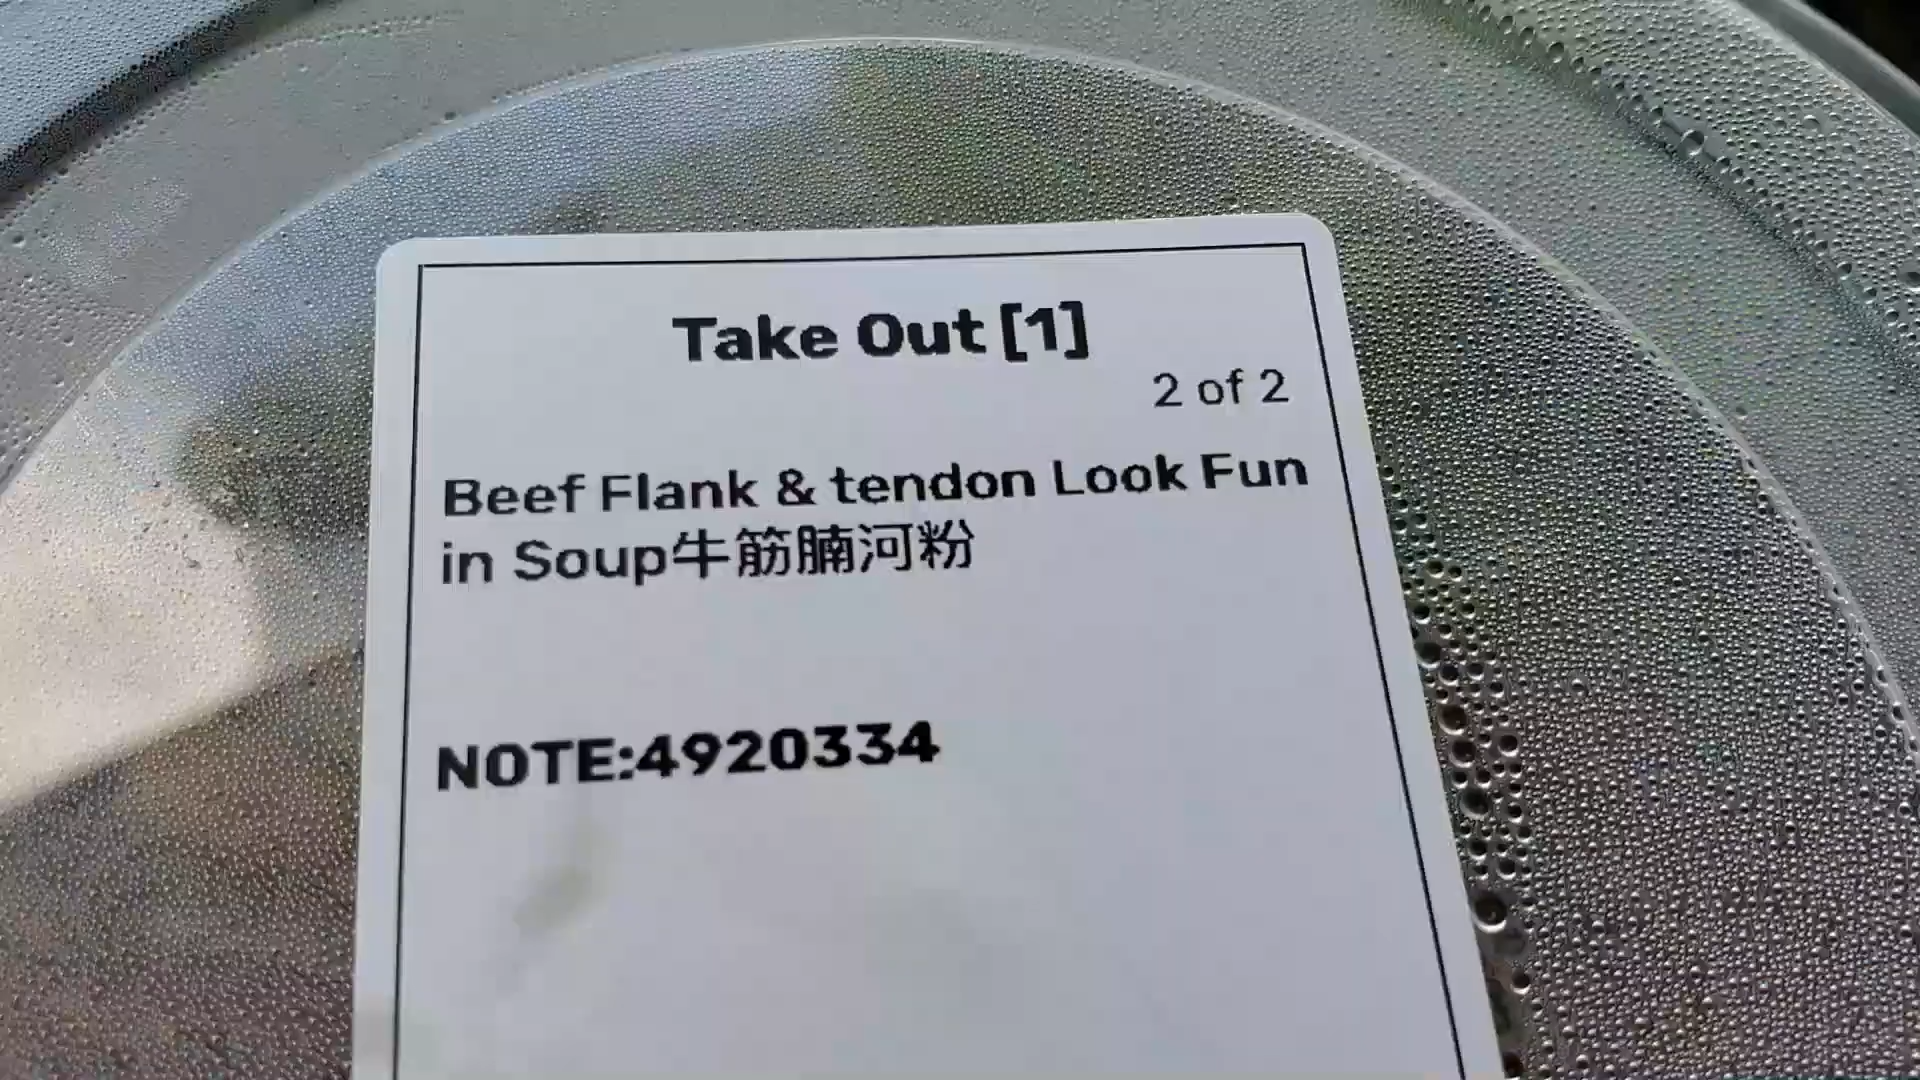 Take Out [1]
2 of 2
Beef Flank & tendon Look Fun
in Soup牛筋腩河粉
NOTE:4920334